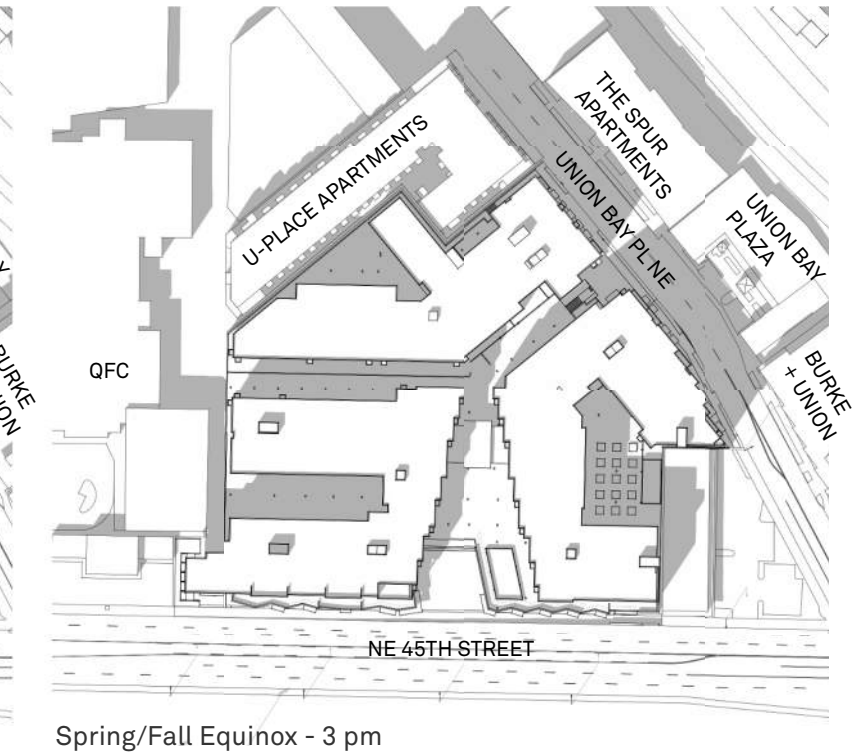 THE SPUR
APARTMENTS
U-PLACE APARTMENTS
UNION BAY PL NE
UNION BAY
PLAZA
QFC
BURKE
+ UNION
BURKE
NE 45TH STREET
Spring/Fall Equinox - 3 pm